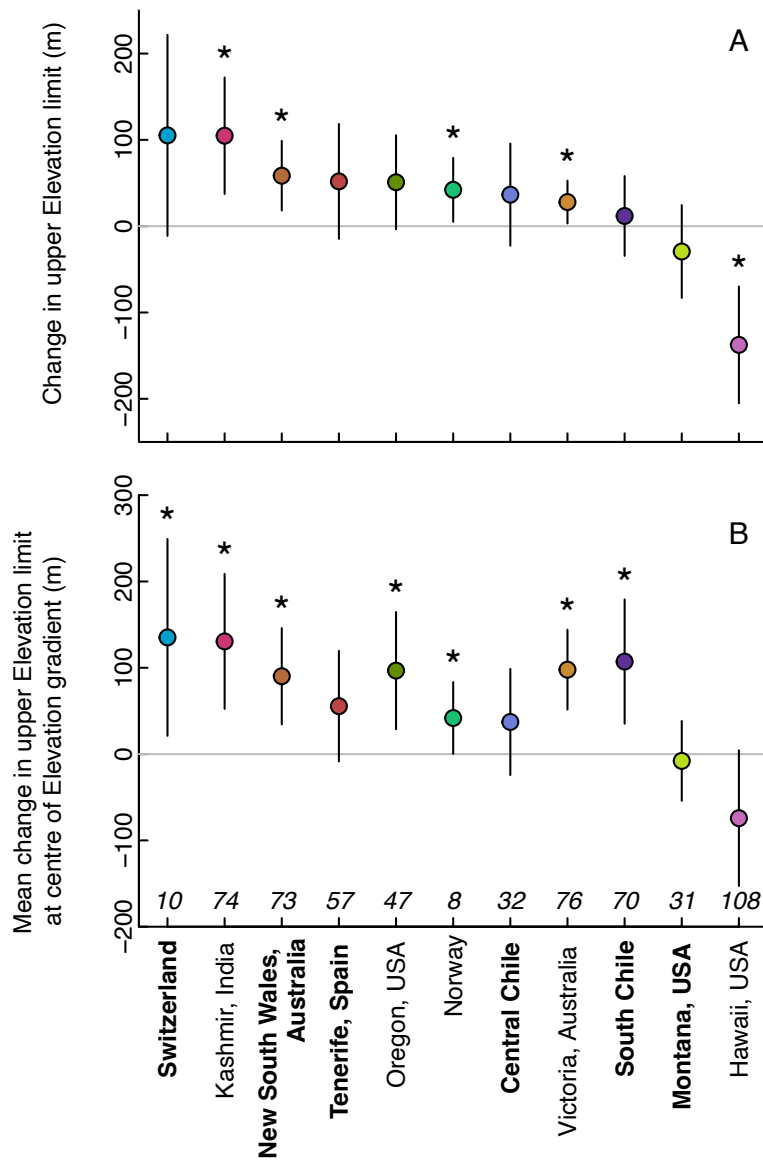 A
Change in upper Elevation limit (m)
200
100
0
−100
−200
* * * * *
B
Mean change in upper Elevation limit
at centre of Elevation gradient (m)
300
200
100
0
−100
−200
* * * * * * *
10 74 73 57 47 8 32 76 70 31 108
Switzerland
Kashmir, India
New South Wales,
Australia
Tenerife, Spain
Oregon, USA
Norway
Central Chile
Victoria, Australia
South Chile
Montana, USA
Hawaii, USA